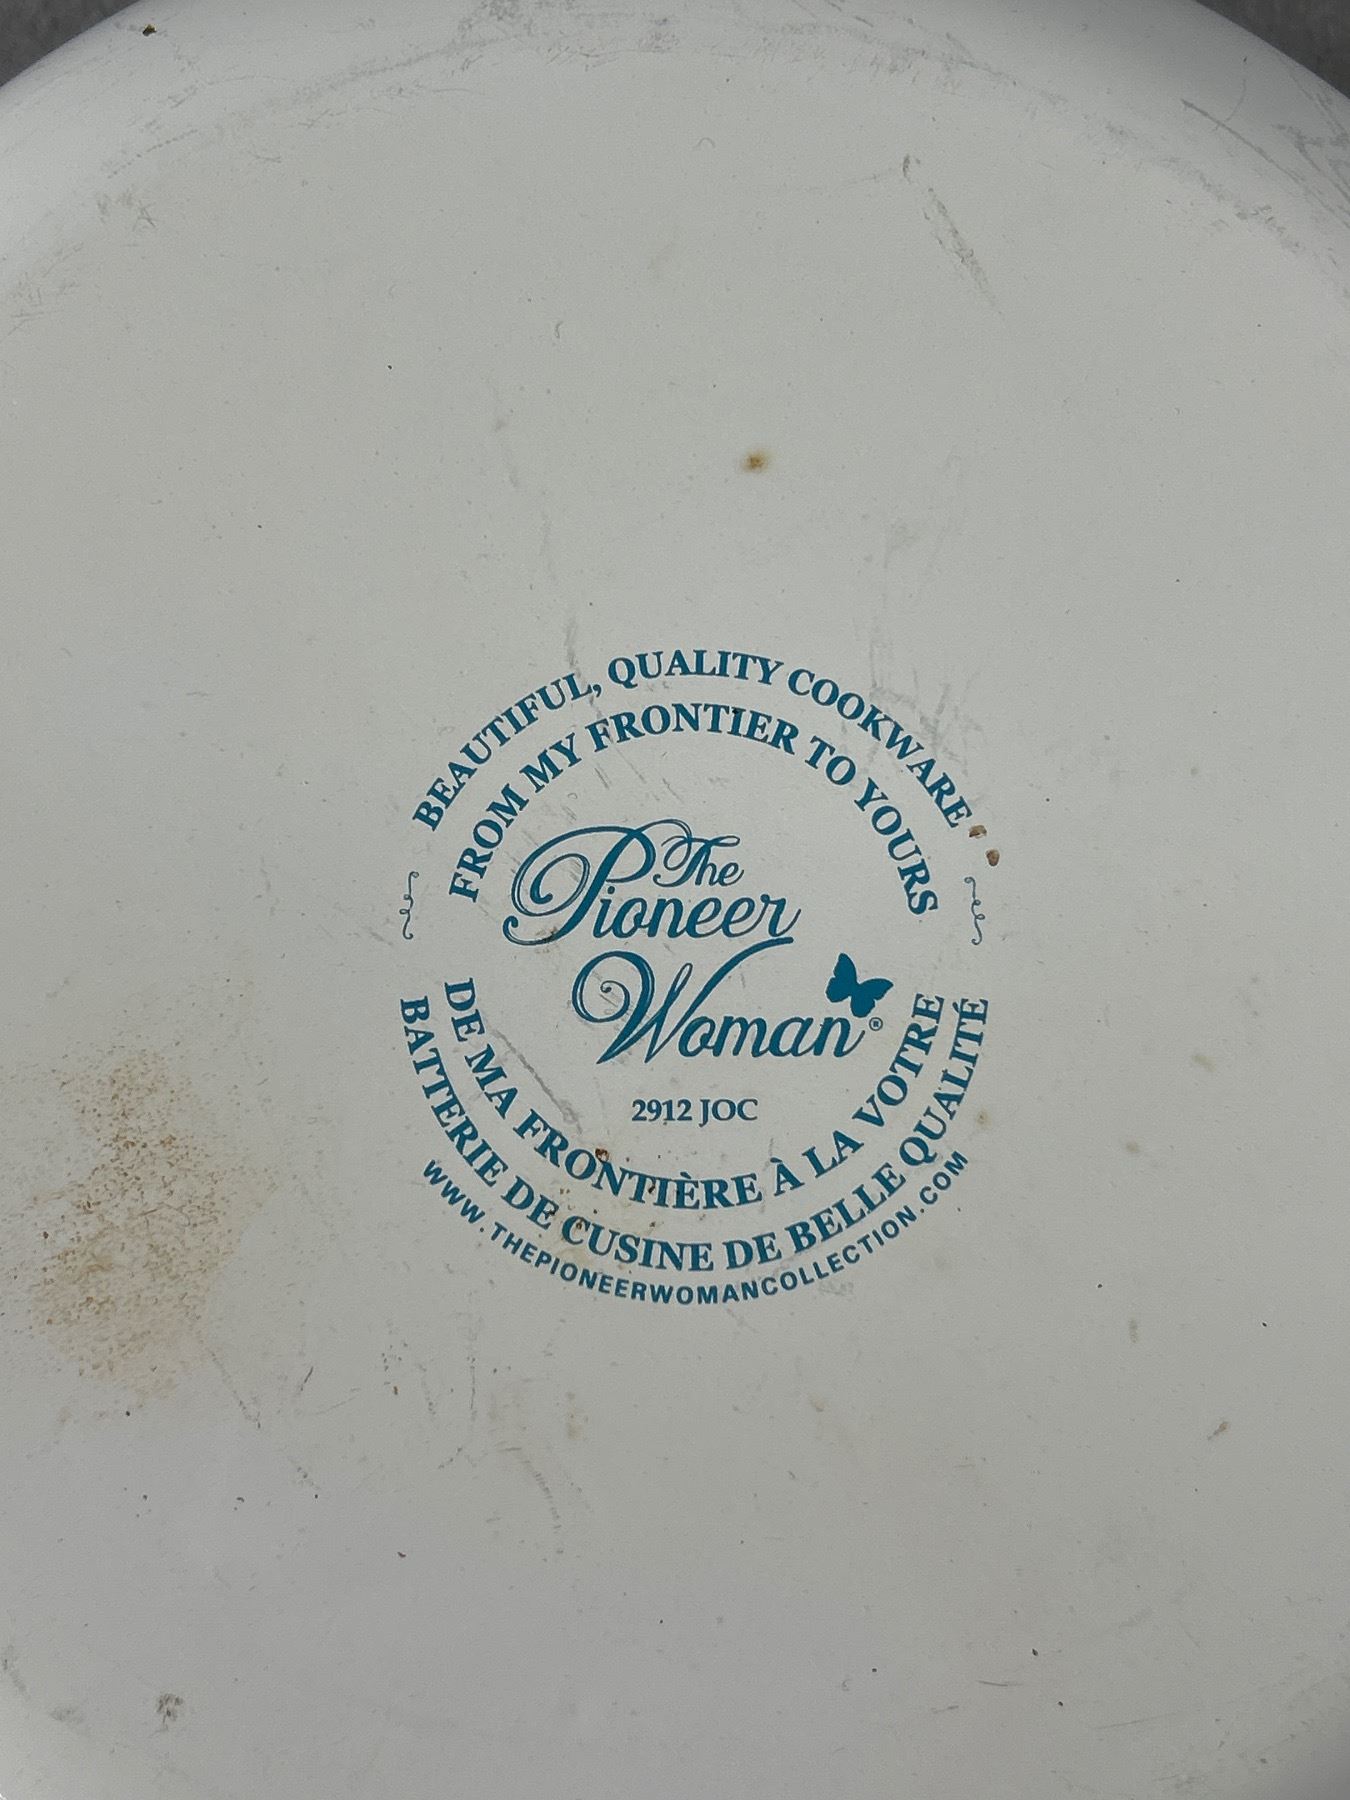 BEAUTIFUL, QUALITY COOKWARE
FROM MY FRONTIER TO YOURS
The
Pioneer
Woman®
2912 JOC
DE MA FRONTIÈRE À LA VOTRE
BATTERIE DE CUSINE DE BELLE QUALITÉ
WWW.THEPIONEERWOMANCOLLECTION.COM